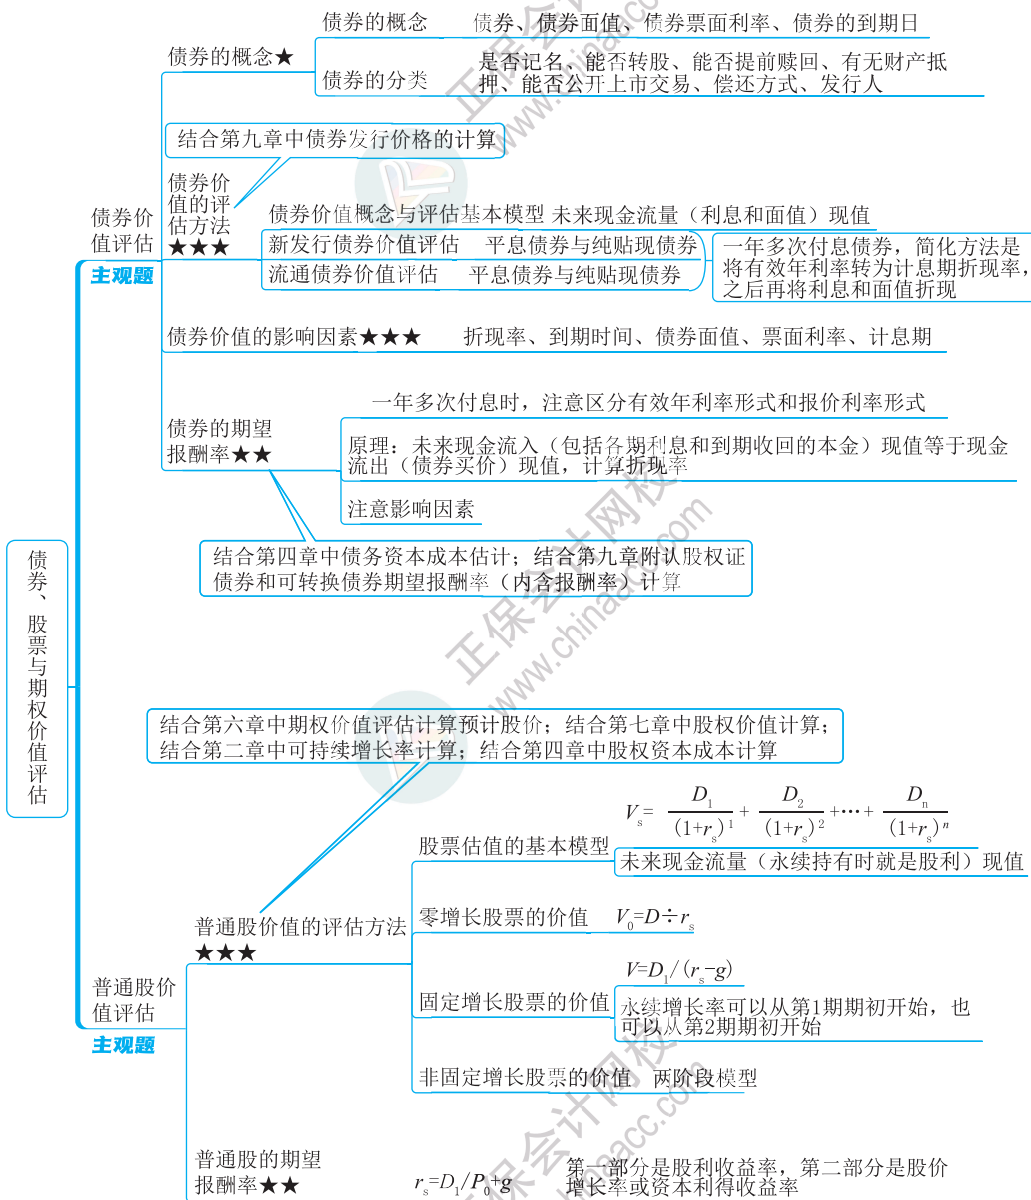 债券、股票与期权价值评估
债券价
值评估
主观题
债券的概念★
债券的概念 债券、债券面值、债券票面利率、债券的到期日
债券的分类
是否记名、能否转股、能否提前赎回、有无财产抵
押、能否公开上市交易、偿还方式、发行人
结合第九章中债券发行价格的计算
债券价
值的评
估方法
★★★
债券价值概念与评估基本模型 未来现金流量（利息和面值）现值
新发行债券价值评估 平息债券与纯贴现债券
流通债券价值评估 平息债券与纯贴现债券
一年多次付息债券，简化方法是
将有效年利率转为计息期折现率，
之后再将利息和面值折现
债券价值的影响因素★★★ 折现率、到期时间、债券面值、票面利率、计息期
债券的期望
报酬率★★
一年多次付息时，注意区分有效年利率形式和报价利率形式
原理：未来现金流入（包括各期利息和到期收回的本金）现值等于现金
流出（债券买价）现值，计算折现率
注意影响因素
结合第四章中债务资本成本估计；结合第九章附认股权证
债券和可转换债券期望报酬率（内含报酬率）计算
普通股价
值评估
主观题
结合第六章中期权价值评估计算预计股价；结合第七章中股权价值计算；
结合第二章中可持续增长率计算；结合第四章中股权资本成本计算
普通股价值的评估方法
★★★
股票估值的基本模型
Vs= D1/(1+rs)^1 + D2/(1+rs)^2 +···+ Dn/(1+rs)^n
未来现金流量（永续持有时就是股利）现值
零增长股票的价值 V0=D÷rs
固定增长股票的价值
V=D1/(rs-g)
永续增长率可以从第1期期初开始，也
可以从第2期期初开始
非固定增长股票的价值 两阶段模型
普通股的期望
报酬率★★
rs=D1/P0+g
第一部分是股利收益率，第二部分是股价
增长率或资本利得收益率
正保会计网校
www.chinaacc.com
正保会计网校
www.chinaacc.com
正保会计网校
www.chinaacc.com